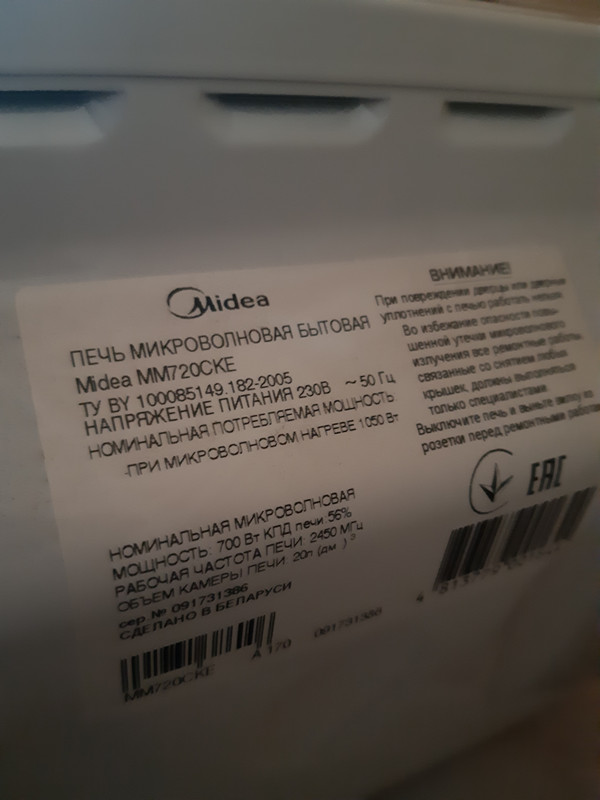 Midea
ПЕЧЬ МИКРОВОЛНОВАЯ БЫТОВАЯ
Midea MM720CKE
ТУ BY 100085149.182-2005
НАПРЯЖЕНИЕ ПИТАНИЯ 230В ~ 50 Гц
НОМИНАЛЬНАЯ ПОТРЕБЛЯЕМАЯ МОЩНОСТЬ
-ПРИ МИКРОВОЛНОВОМ НАГРЕВЕ 1050 Вт
НОМИНАЛЬНАЯ МИКРОВОЛНОВАЯ
МОЩНОСТЬ: 700 Вт КПД печи 56%
РАБОЧАЯ ЧАСТОТА ПЕЧИ: 2450 МГц
ОБЪЕМ КАМЕРЫ ПЕЧИ: 20л (дм³)
сер. № 091731386
СДЕЛАНО В БЕЛАРУСИ
MM720CKE A 170 091731386 4
ВНИМАНИЕ!
При повреждении дверцы или дверных
уплотнений с печью работать нельзя
Во избежание опасности повы-
шенной утечки микроволнового
излучения все ремонтные работы,
связанные со снятием любых
крышек, должны выполняться
только специалистами.
Выключите печь и выньте вилку из
розетки перед ремонтными работами
EAC